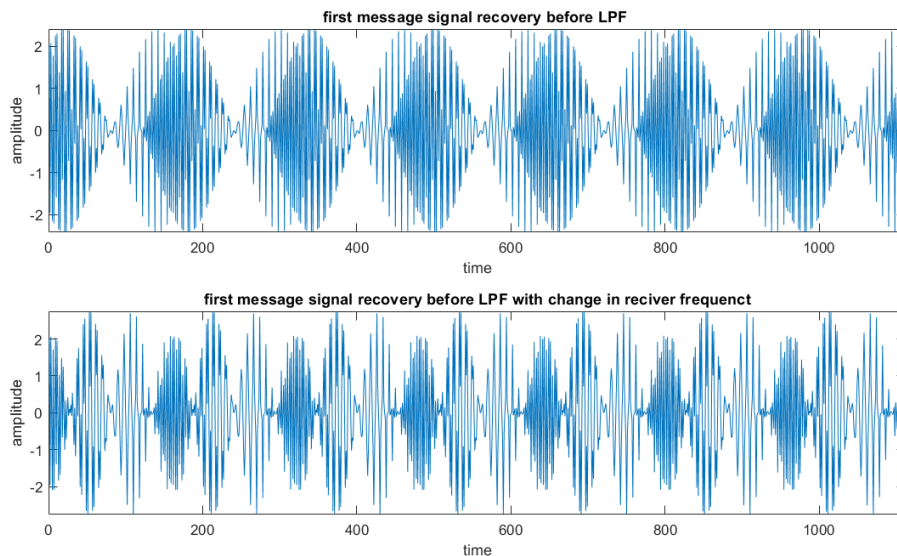 first message signal recovery before LPF
2
1
0
-1
-2
amplitude
0 200 400 600 800 1000
time
first message signal recovery before LPF with change in reciver frequenct
2
1
0
-1
-2
amplitude
0 200 400 600 800 1000
time